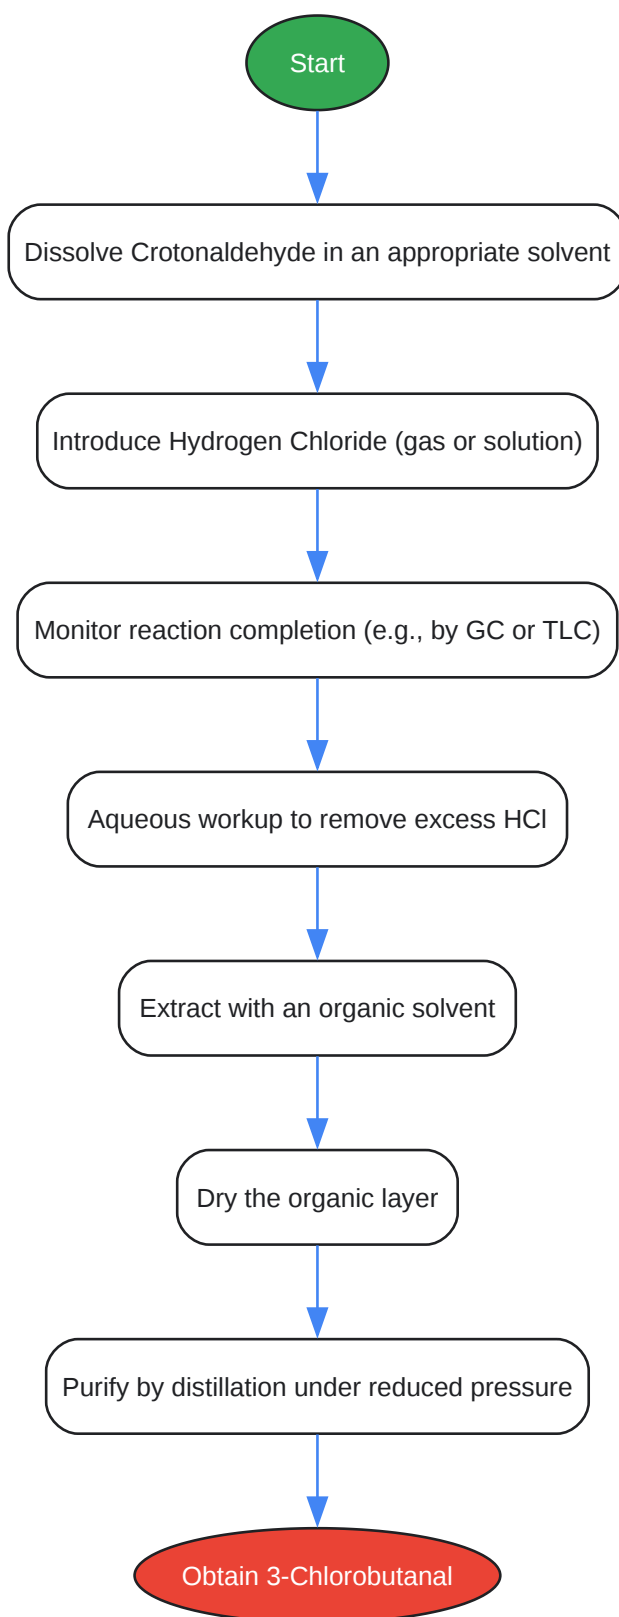 Start
Dissolve Crotonaldehyde in an appropriate solvent
Introduce Hydrogen Chloride (gas or solution)
Monitor reaction completion (e.g., by GC or TLC)
Aqueous workup to remove excess HCl
Extract with an organic solvent
Dry the organic layer
Purify by distillation under reduced pressure
Obtain 3-Chlorobutanal